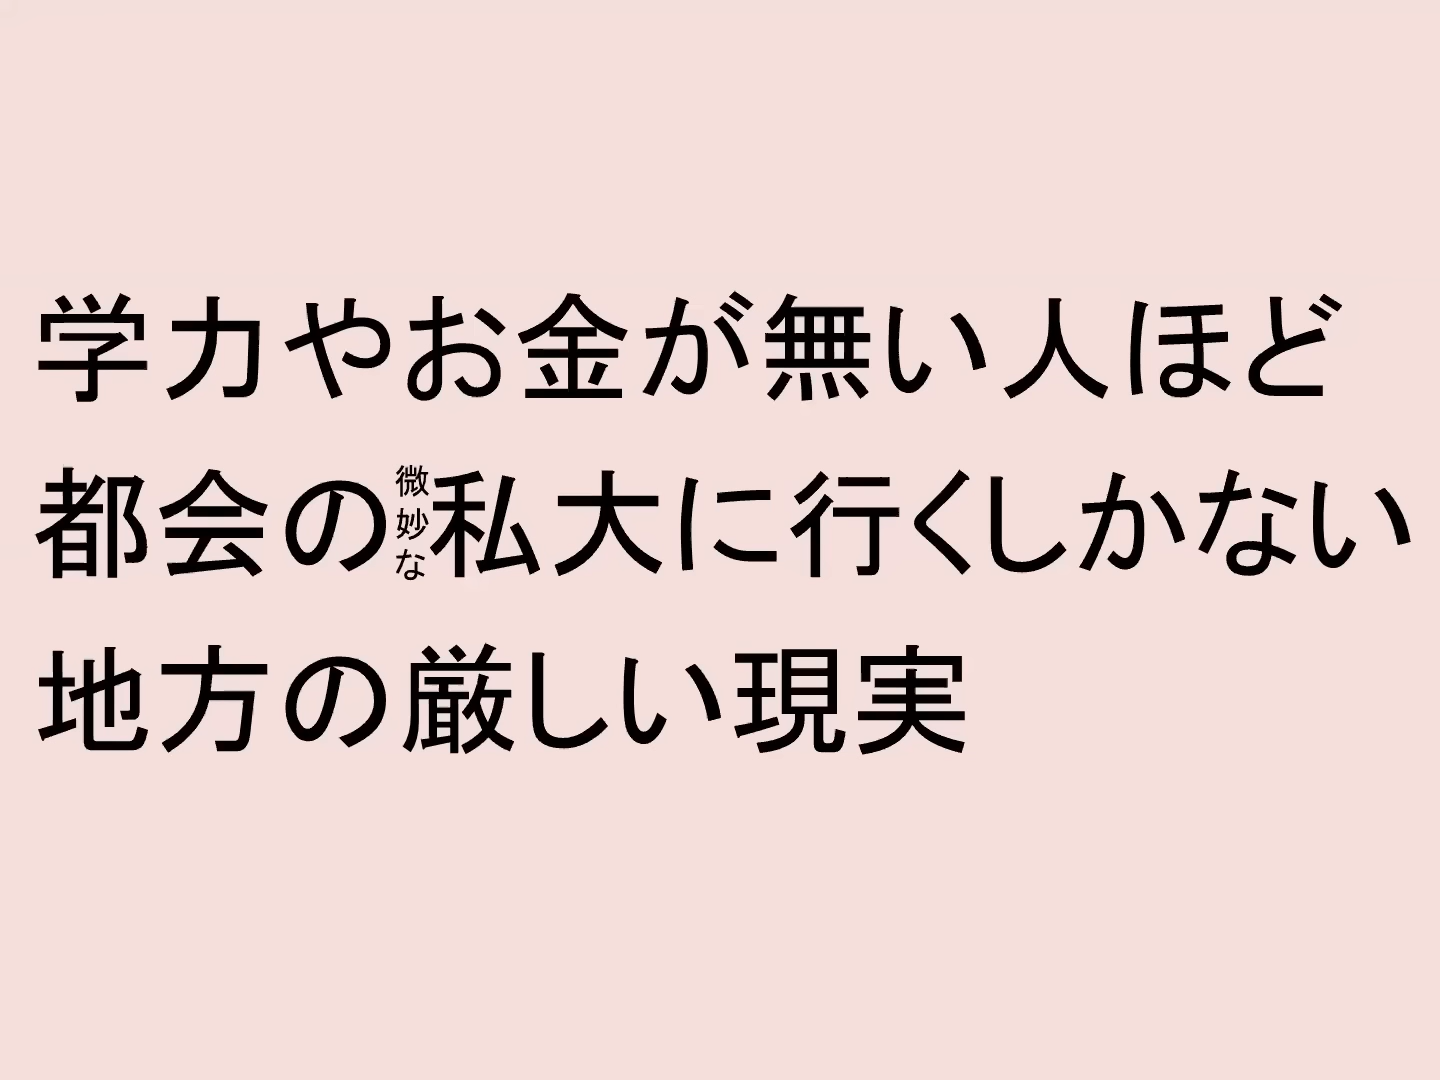 学力やお金が無い人ほど
都会の微妙な私大に行くしかない
地方の厳しい現実